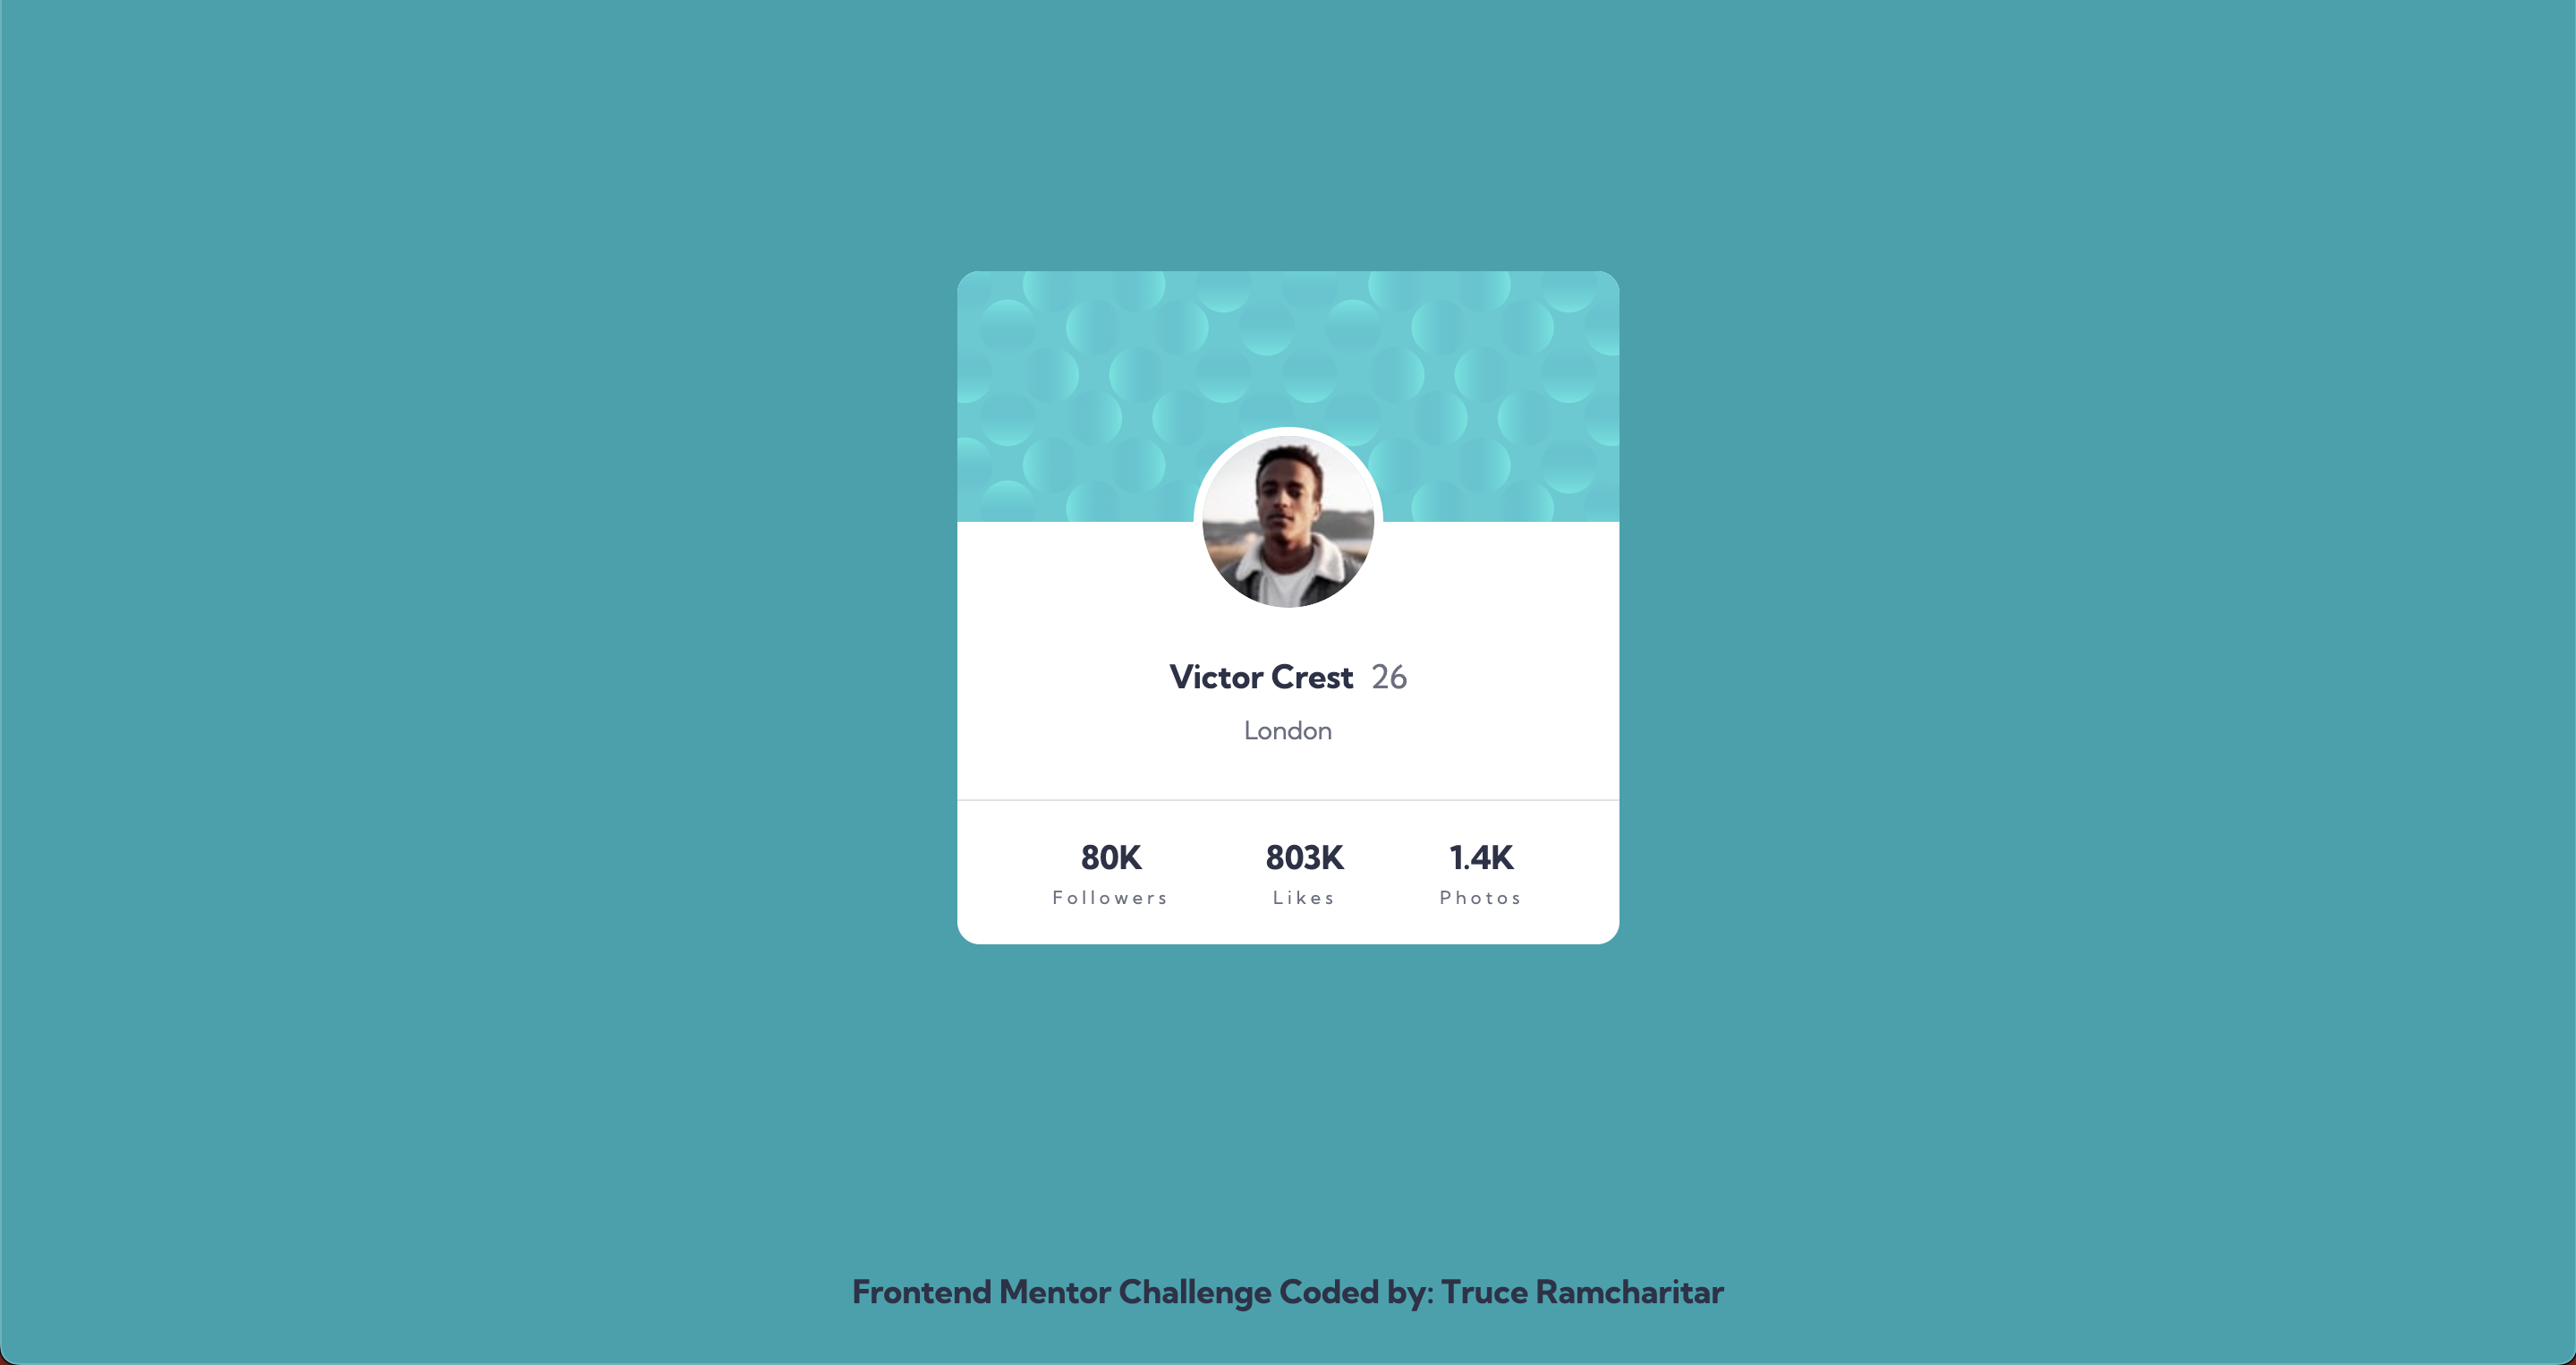 Victor Crest 26
London
80K 803K 1.4K
Followers Likes Photos
Frontend Mentor Challenge Coded by: Truce Ramcharitar